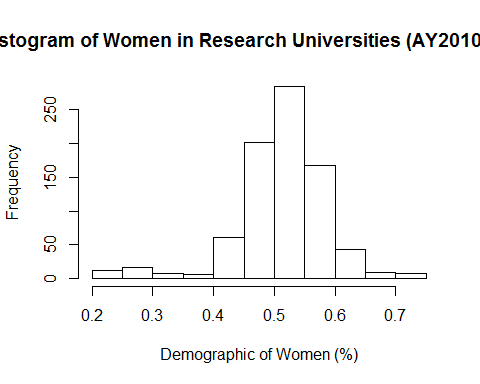 stogram of Women in Research Universities (AY2010
Frequency
250
150
50
0
0.2 0.3 0.4 0.5 0.6 0.7
Demographic of Women (%)